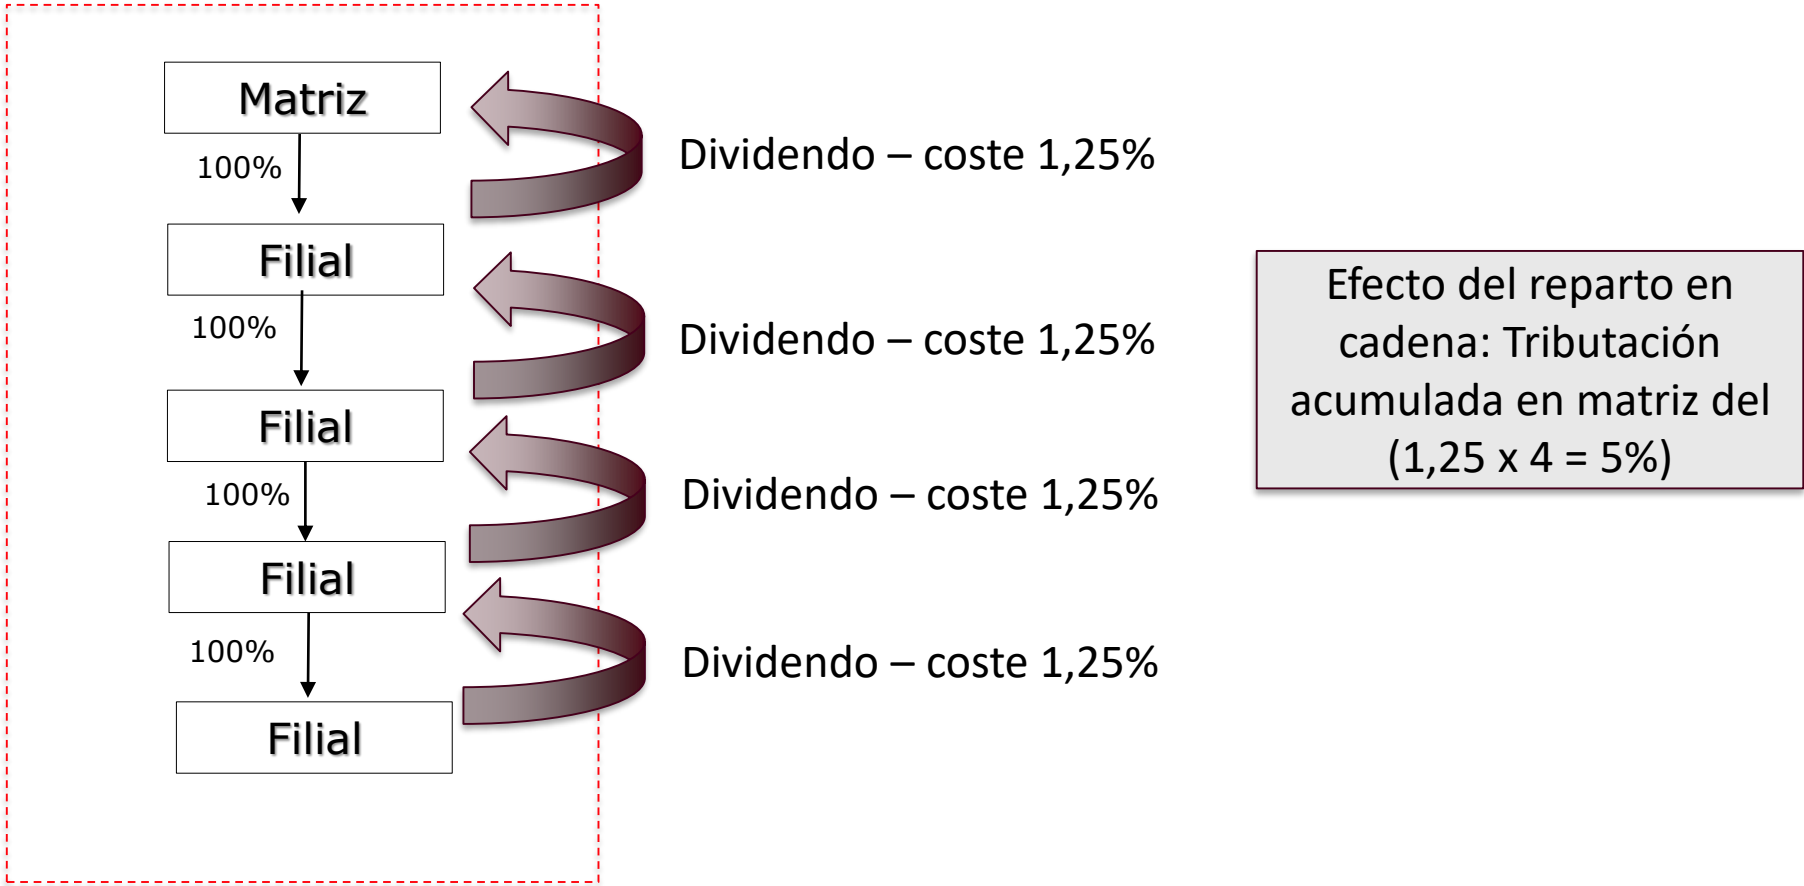 Matriz
100%
Dividendo – coste 1,25%
Filial
100%
Dividendo – coste 1,25%
Filial
100%
Dividendo – coste 1,25%
Filial
100%
Dividendo – coste 1,25%
Filial
Efecto del reparto en
cadena: Tributación
acumulada en matriz del
(1,25 x 4 = 5%)